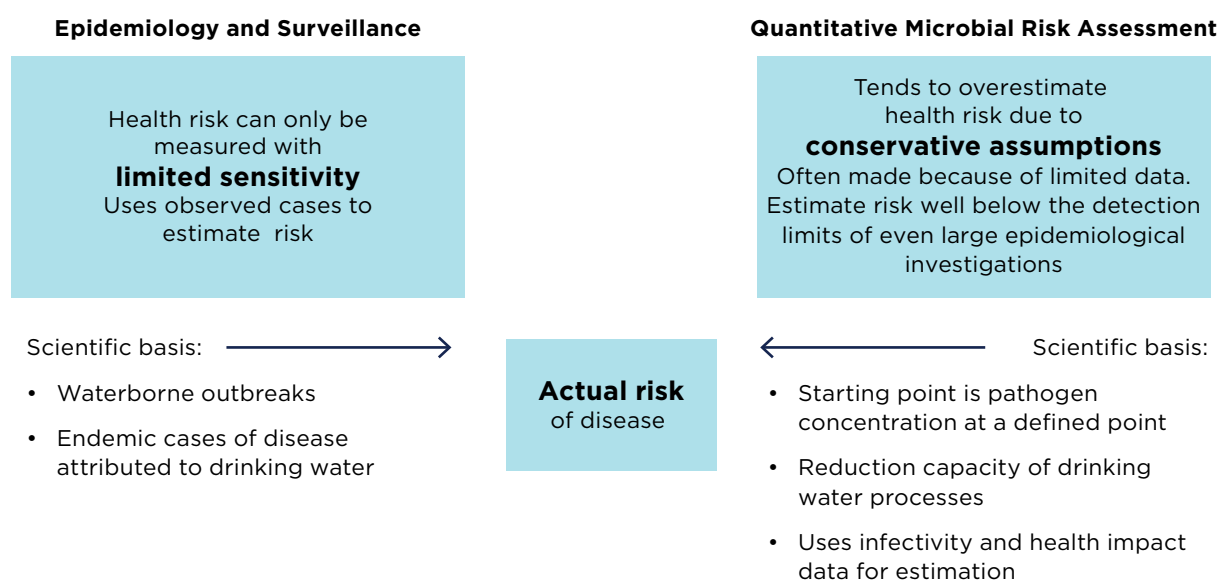 Epidemiology and Surveillance
Health risk can only be
measured with
limited sensitivity
Uses observed cases to
estimate risk
Scientific basis:
• Waterborne outbreaks
• Endemic cases of disease
attributed to drinking water
Actual risk
of disease
Quantitative Microbial Risk Assessment
Tends to overestimate
health risk due to
conservative assumptions
Often made because of limited data.
Estimate risk well below the detection
limits of even large epidemiological
investigations
Scientific basis:
• Starting point is pathogen
concentration at a defined point
• Reduction capacity of drinking
water processes
• Uses infectivity and health impact
data for estimation